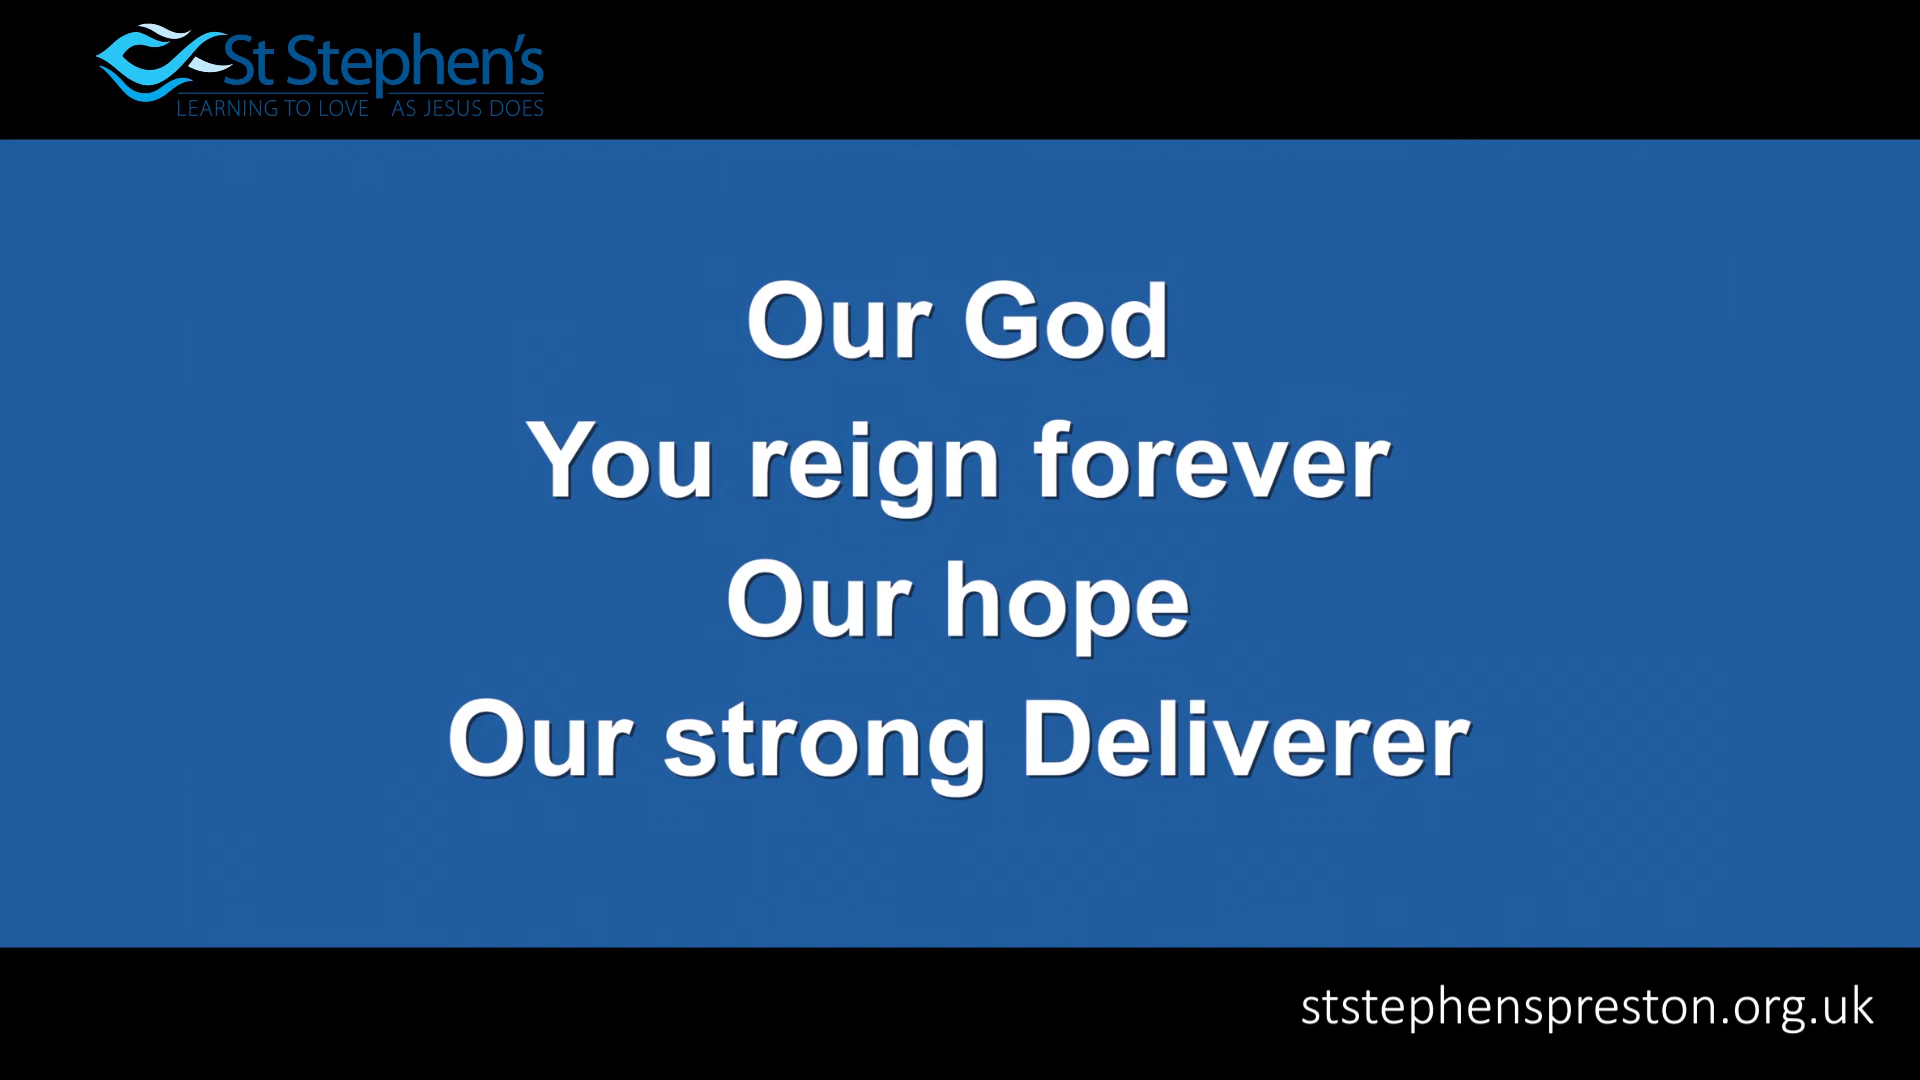 St Stephen's
LEARNING TO LOVE AS JESUS DOES
Our God
You reign forever
Our hope
Our strong Deliverer
ststephenspreston.org.uk